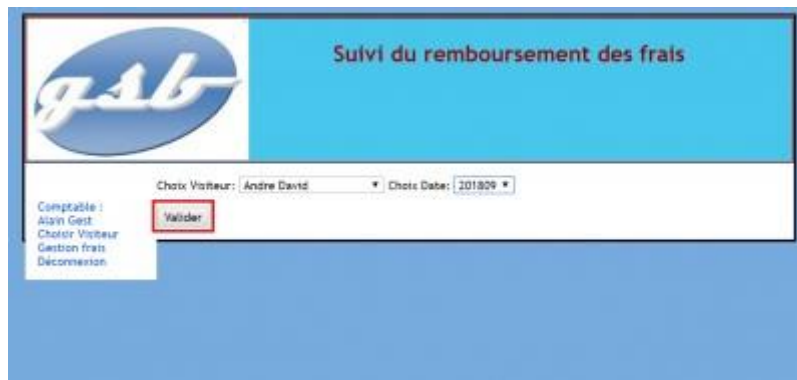 gsb
Suivi du remboursement des frais
Choix Visiteur: Andre David Choix Date: 201809
Valider
Comptable :
Alain Gest
Choisir Visiteur
Gestion frais
Déconnexion